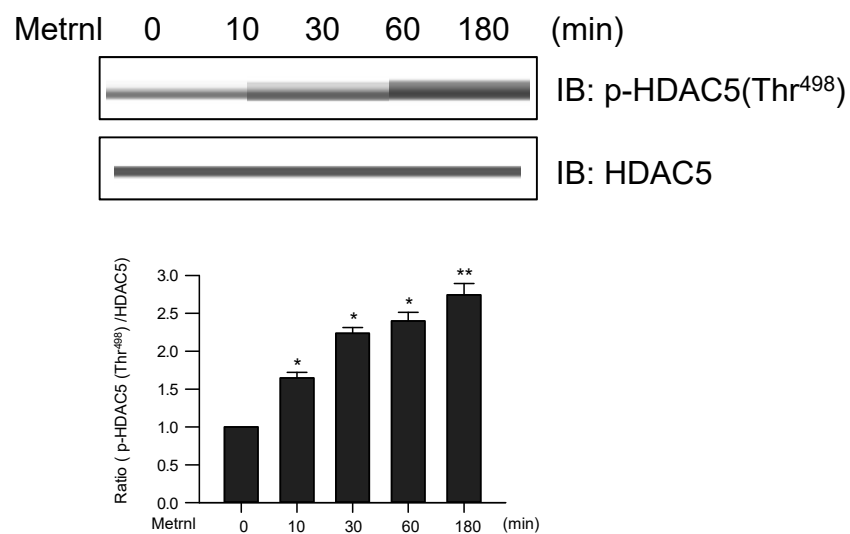 Metrnl 0 10 30 60 180 (min)
IB: p-HDAC5(Thr⁴⁹⁸)
IB: HDAC5
Ratio ( p-HDAC5 (Thr⁴⁹⁸) /HDAC5)
3.0
2.5
2.0
1.5
1.0
0.5
0.0
*
*
*
**
Metrnl 0 10 30 60 180 (min)